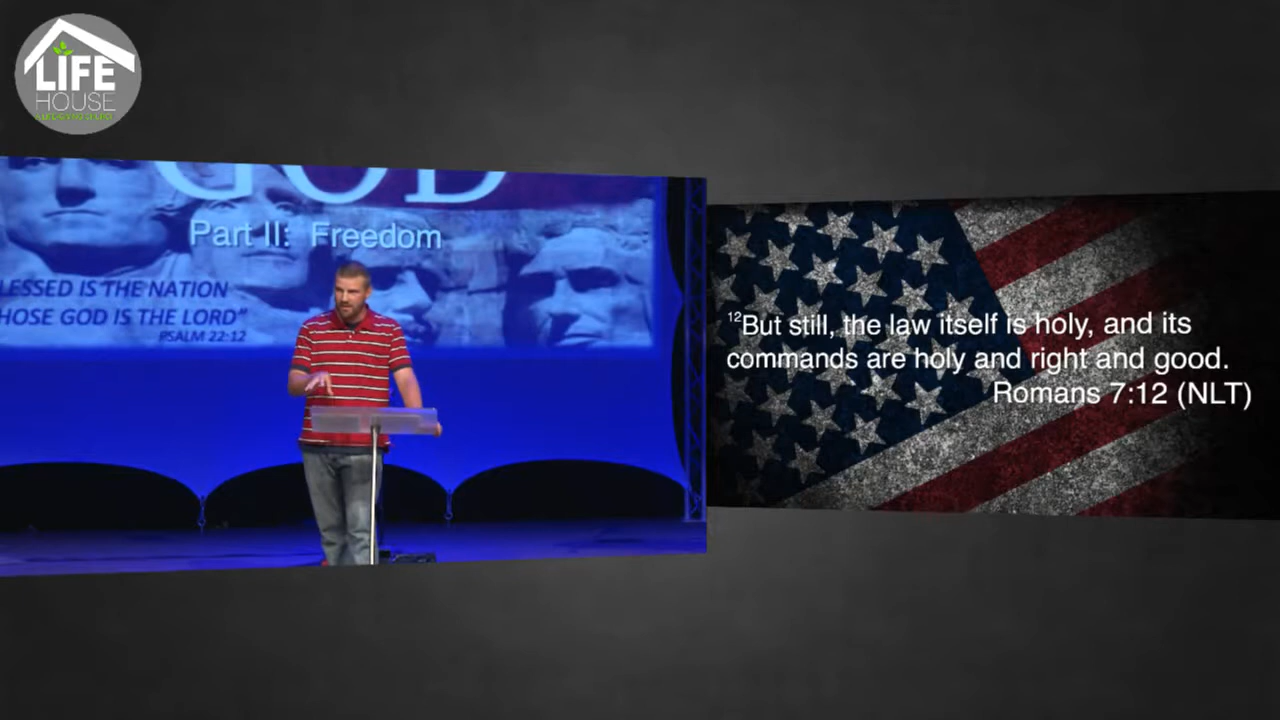 LIFE
HOUSE
GOD
Part II: Freedom
LESSED IS THE NATION
HOSE GOD IS THE LORD”
PSALM 22:12
¹²But still, the law itself is holy, and its
commands are holy and right and good.
Romans 7:12 (NLT)